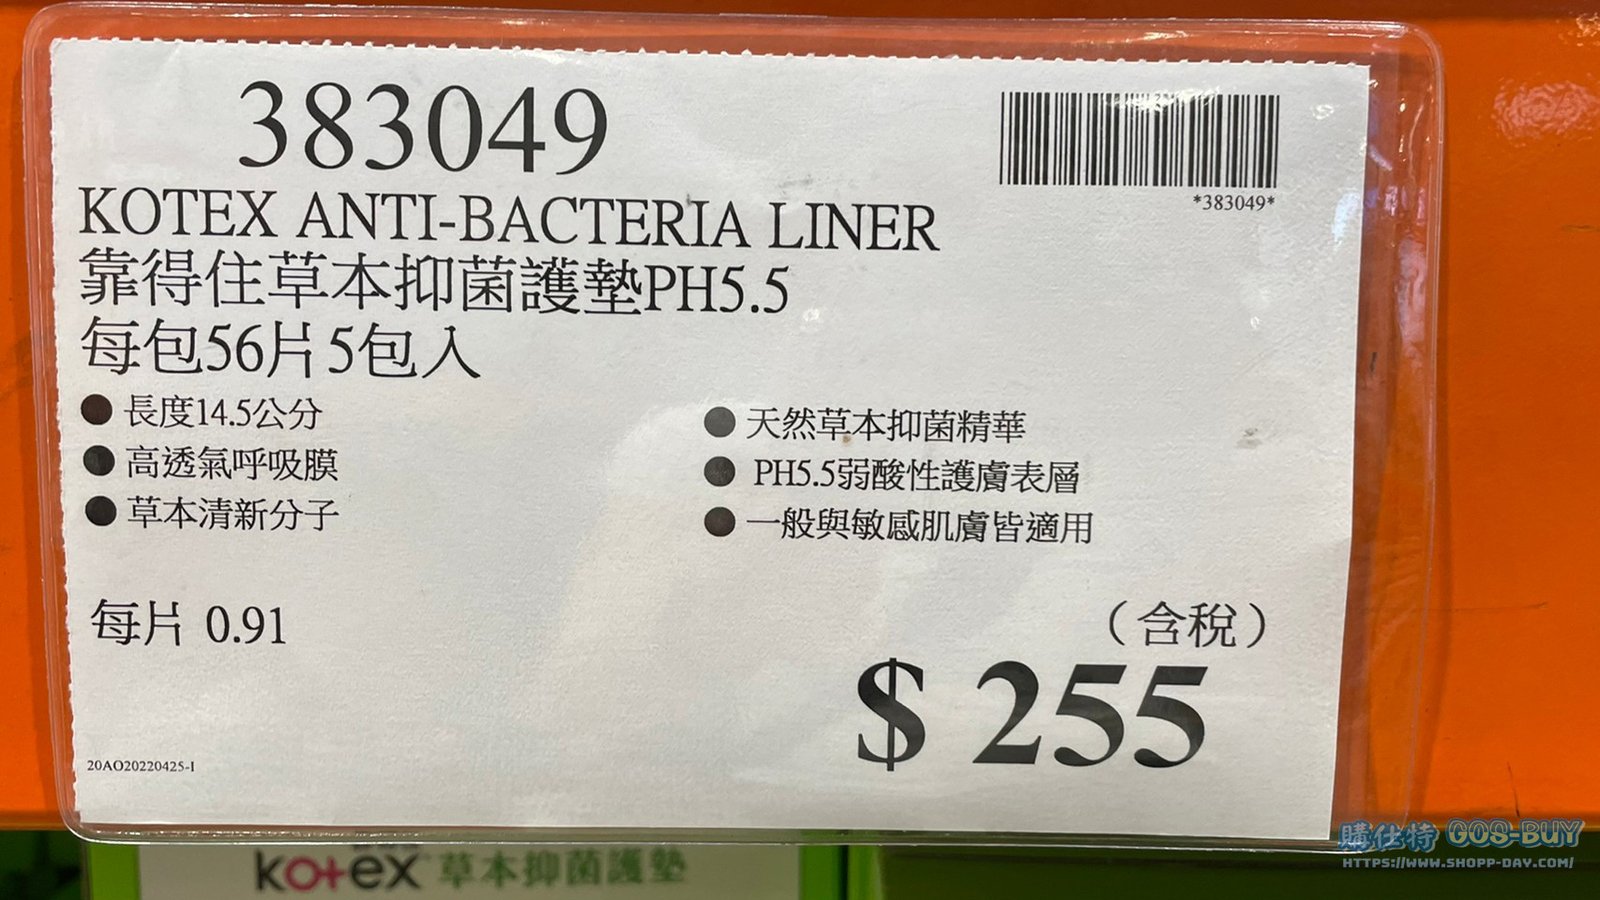 383049
*383049*
KOTEX ANTI-BACTERIA LINER
靠得住草本抑菌護墊PH5.5
每包56片5包入
●長度14.5公分
●高透氣呼吸膜
●草本清新分子
●天然草本抑菌精華
●PH5.5弱酸性護膚表層
●一般與敏感肌膚皆適用
每片 0.91
（含稅）
$ 255
20AO20220425-I
kotex 草本抑菌護墊
購仕特 GOS-BUY
HTTPS://WWW.SHOPP-DAY.COM/